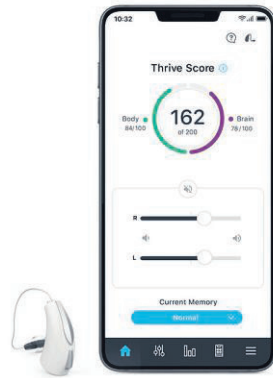 10:32
Thrive Score
Body
84/100
162
of 200
Brain
78/100
R
L
Current Memory
Normal